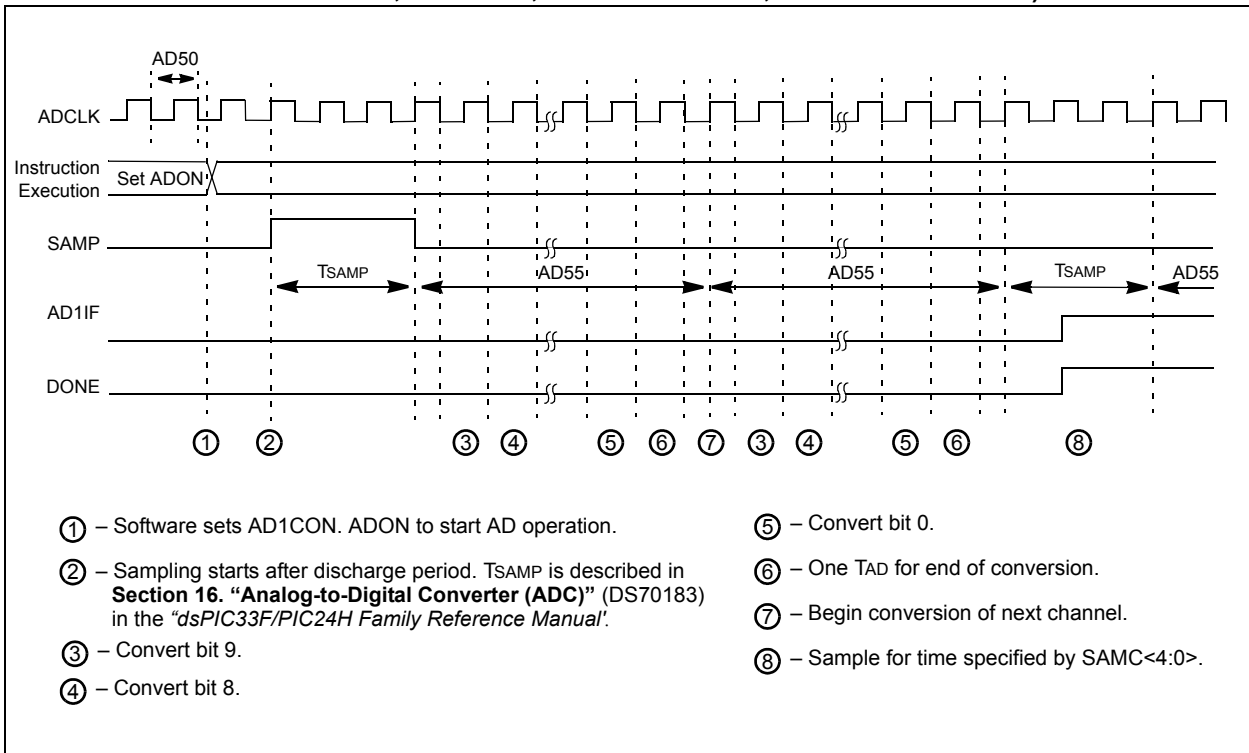 AD50
ADCLK
Instruction
Execution
Set ADON
SAMP
TSAMP
AD55
AD55
TSAMP
AD55
AD1IF
DONE
1 2 3 4 5 6 7 3 4 5 6 8
1 – Software sets AD1CON. ADON to start AD operation.
2 – Sampling starts after discharge period. TSAMP is described in
Section 16. “Analog-to-Digital Converter (ADC)” (DS70183)
in the “dsPIC33F/PIC24H Family Reference Manual'.
3 – Convert bit 9.
4 – Convert bit 8.
5 – Convert bit 0.
6 – One TAD for end of conversion.
7 – Begin conversion of next channel.
8 – Sample for time specified by SAMC<4:0>.